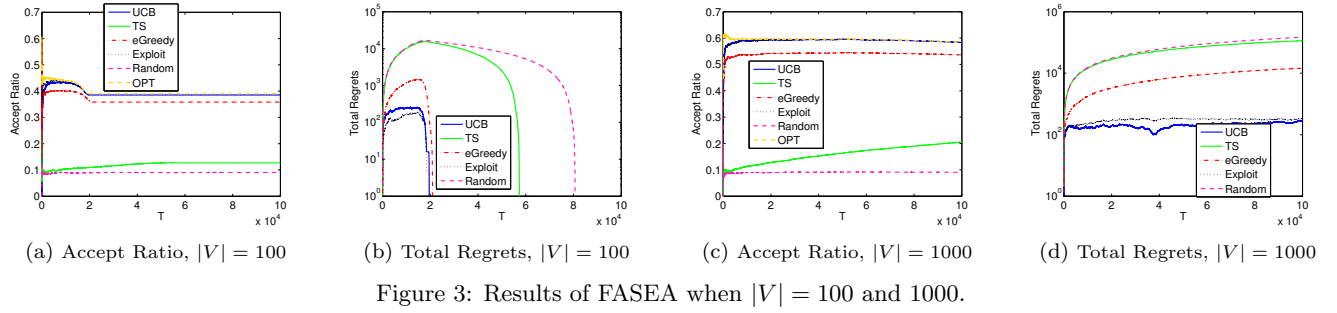 Accept Ratio
0.7
0.6
0.5
0.4
0.3
0.2
0.1
0
UCB
TS
eGreedy
Exploit
Random
OPT
0 2 4 6 8 10
x 10^4
T
(a) Accept Ratio, |V| = 100
Total Regrets
10^5
10^4
10^3
10^2
10^1
10^0
UCB
TS
eGreedy
Exploit
Random
0 2 4 6 8 10
x 10^4
T
(b) Total Regrets, |V| = 100
Accept Ratio
0.7
0.6
0.5
0.4
0.3
0.2
0.1
0
UCB
TS
eGreedy
Exploit
Random
OPT
0 2 4 6 8 10
x 10^4
T
(c) Accept Ratio, |V| = 1000
Total Regrets
10^6
10^4
10^2
10^0
UCB
TS
eGreedy
Exploit
Random
0 2 4 6 8 10
x 10^4
T
(d) Total Regrets, |V| = 1000
Figure 3: Results of FASEA when |V| = 100 and 1000.